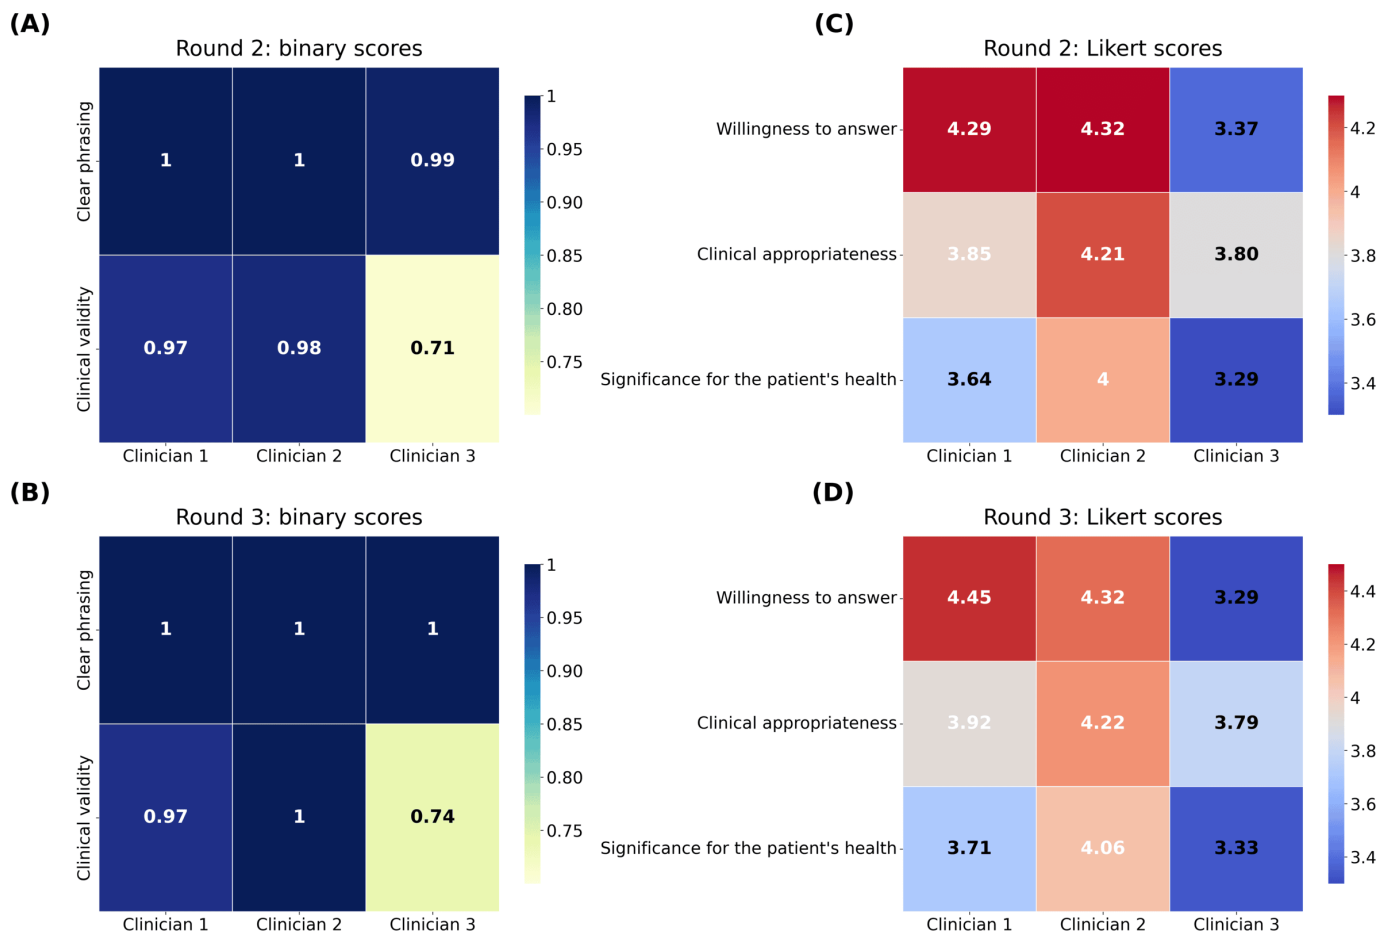 (A)
Round 2: binary scores
Clear phrasing
Clinical validity
1 1 0.99
0.97 0.98 0.71
Clinician 1 Clinician 2 Clinician 3
1
0.95
0.90
0.85
0.80
0.75
(C)
Round 2: Likert scores
Willingness to answer 4.29 4.32 3.37
Clinical appropriateness 3.85 4.21 3.80
Significance for the patient's health 3.64 4 3.29
Clinician 1 Clinician 2 Clinician 3
4.2
4
3.8
3.6
3.4
(B)
Round 3: binary scores
Clear phrasing
Clinical validity
1 1 1
0.97 1 0.74
Clinician 1 Clinician 2 Clinician 3
1
0.95
0.90
0.85
0.80
0.75
(D)
Round 3: Likert scores
Willingness to answer 4.45 4.32 3.29
Clinical appropriateness 3.92 4.22 3.79
Significance for the patient's health 3.71 4.06 3.33
Clinician 1 Clinician 2 Clinician 3
4.4
4.2
4
3.8
3.6
3.4